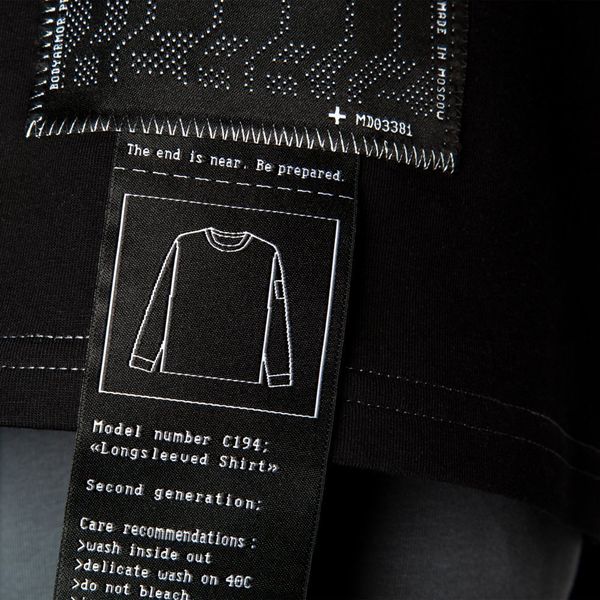 BODYARMOR
MADE IN MOSCOW
MD03381
The end is near. Be prepared.
Model number C194;
«Longsleeved Shirt»
Second generation;
Care recommendations:
>wash inside out
>delicate wash on 40C
>do not bleach